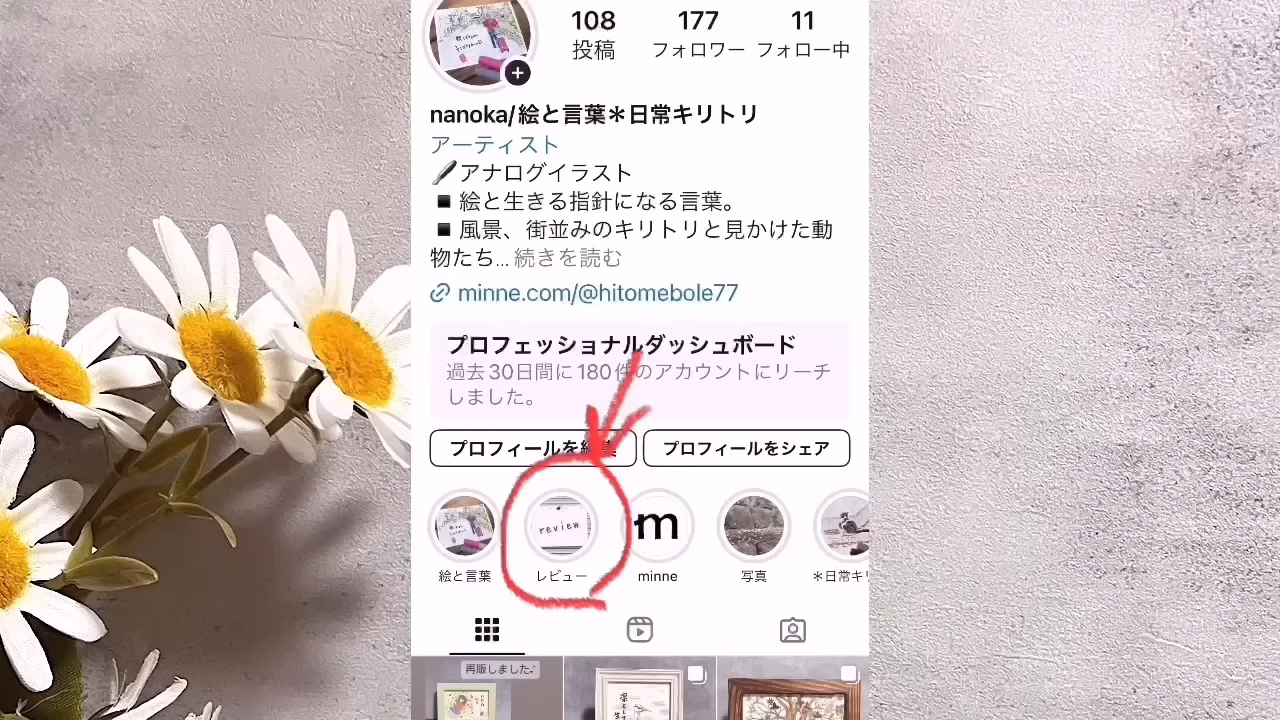 108 177 11
投稿 フォロワー フォロー中
nanoka/絵と言葉＊日常キリトリ
アーティスト
アナログイラスト
◾️絵と生きる指針になる言葉。
◾️風景、街並みのキリトリと見かけた動
物たち... 続きを読む
minne.com/@hitomebole77
プロフェッショナルダッシュボード
過去30日間に180件のアカウントにリーチ
しました。
プロフィールを編集 プロフィールをシェア
review m
絵と言葉 レビュー minne 写真 ＊日常キリ
再販しました♪